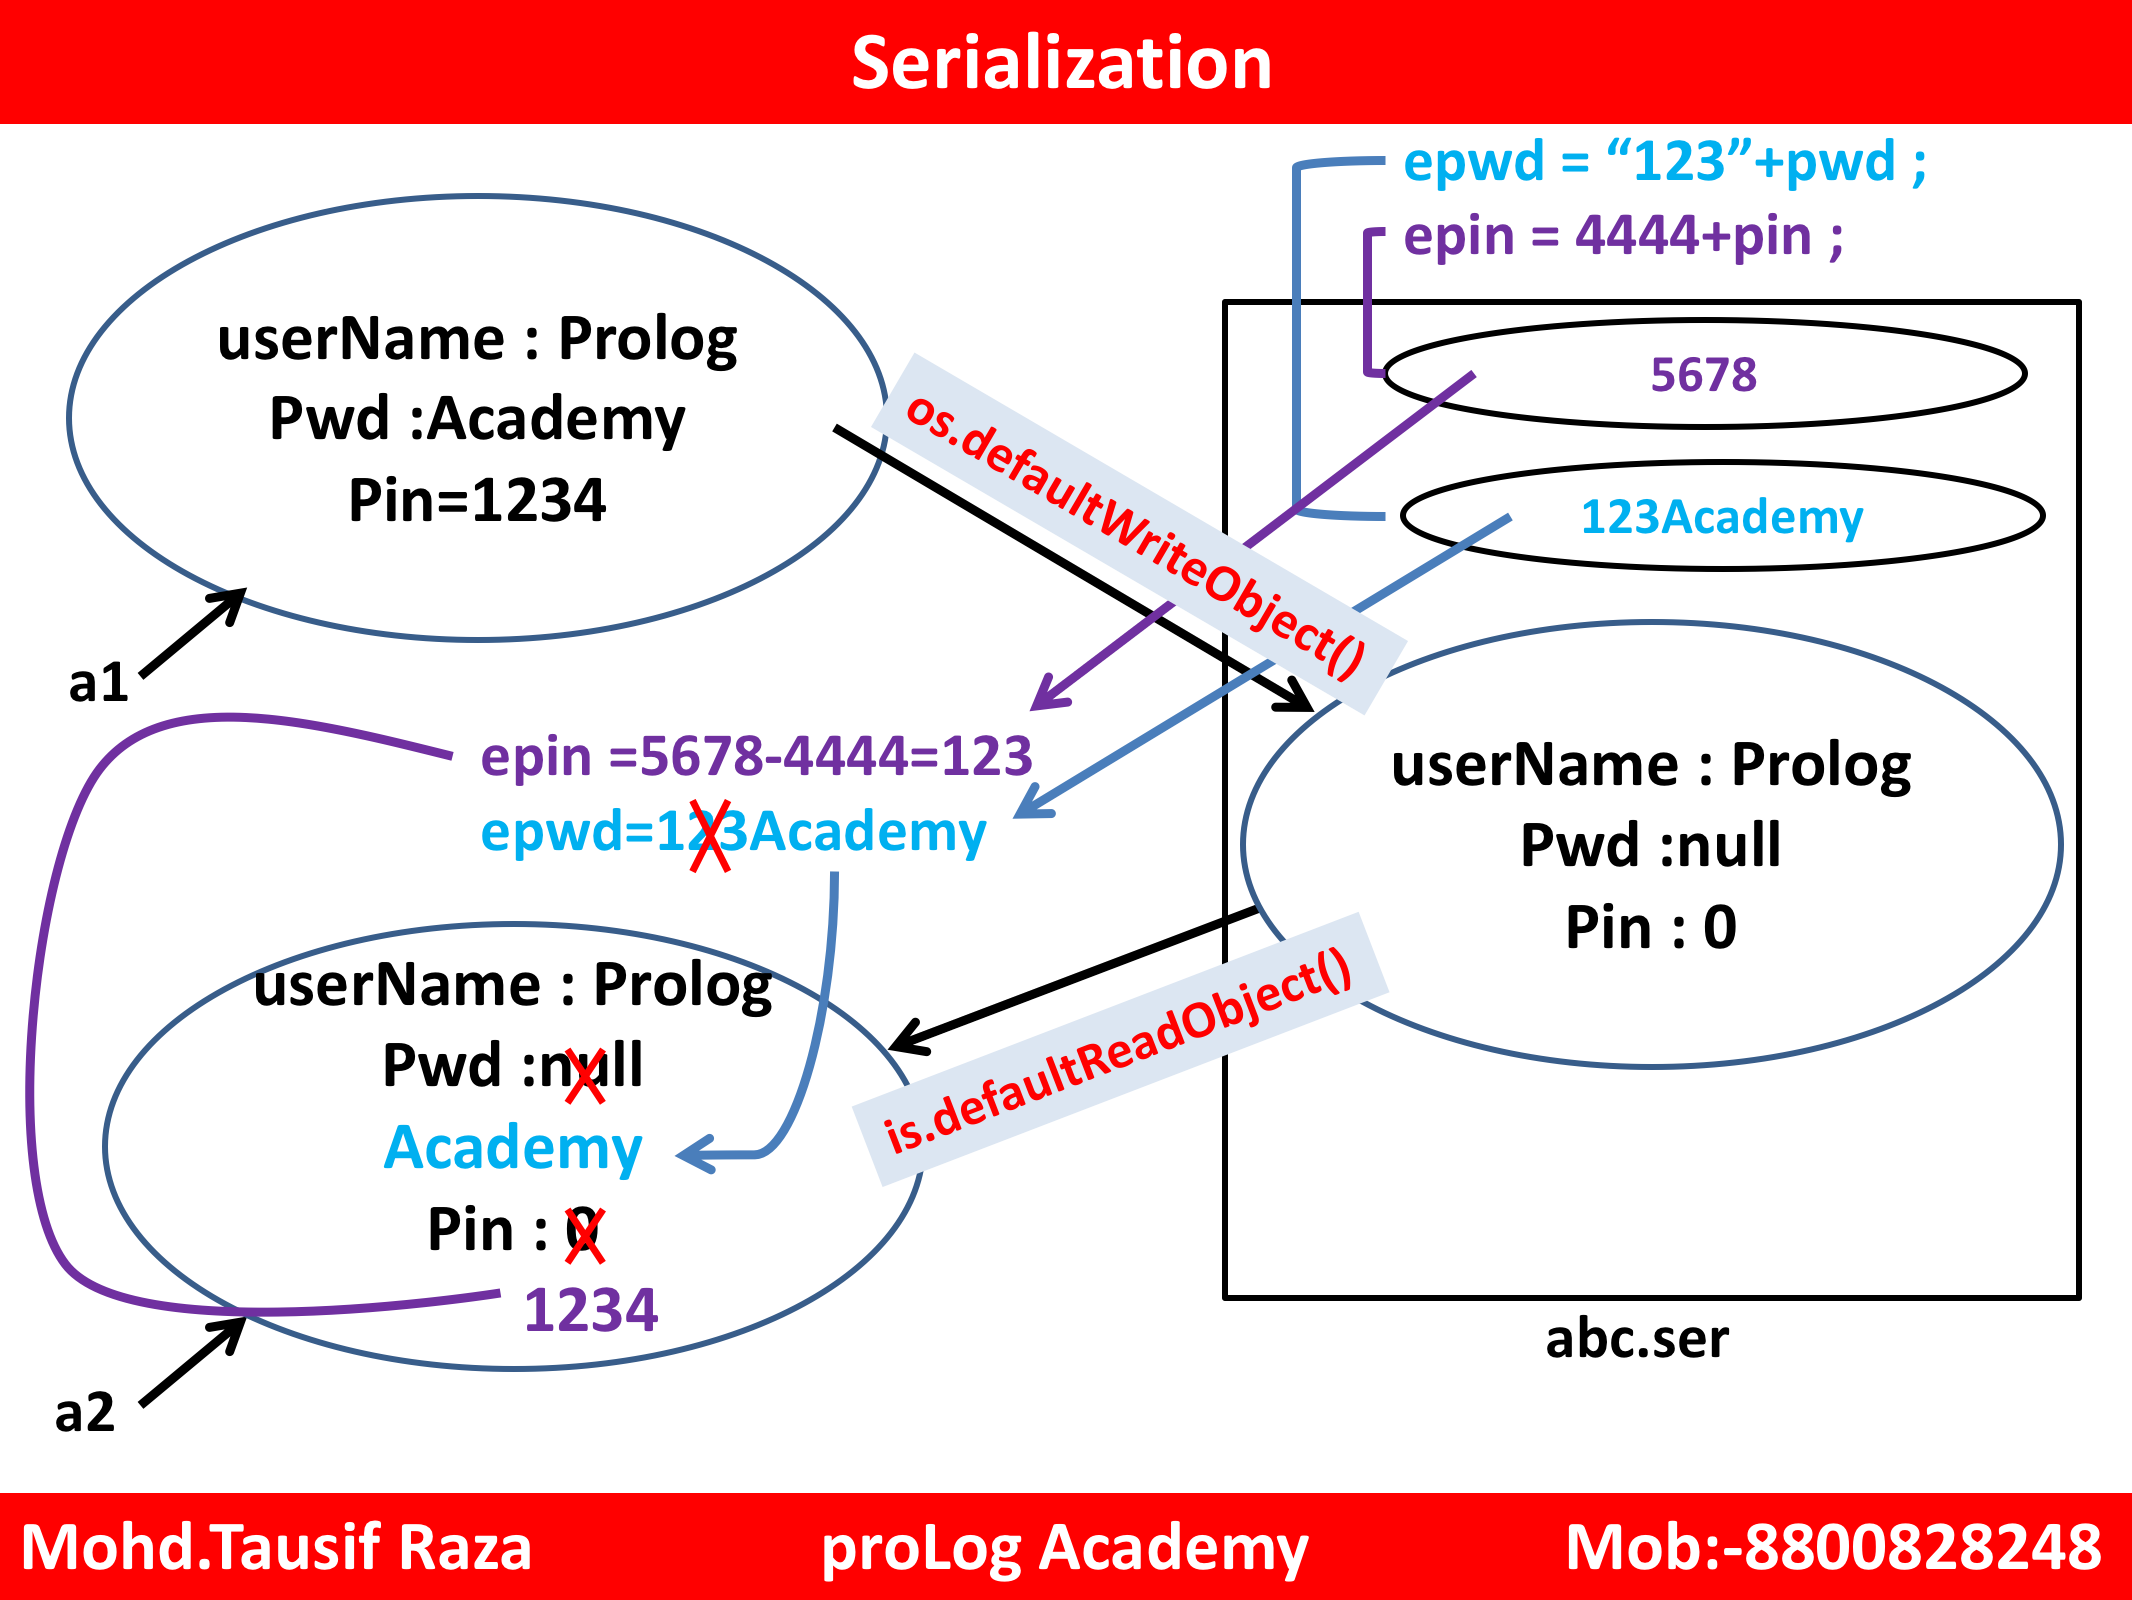 Serialization
epwd = “123”+pwd ;
epin = 4444+pin ;
userName : Prolog
Pwd :Academy
Pin=1234
a1
os.defaultWriteObject()
5678
123Academy
userName : Prolog
Pwd :null
Pin : 0
abc.ser
epin =5678-4444=123
epwd=123Academy
is.defaultReadObject()
userName : Prolog
Pwd :null
Academy
Pin : 0
1234
a2
Mohd.Tausif Raza
proLog Academy
Mob:-8800828248